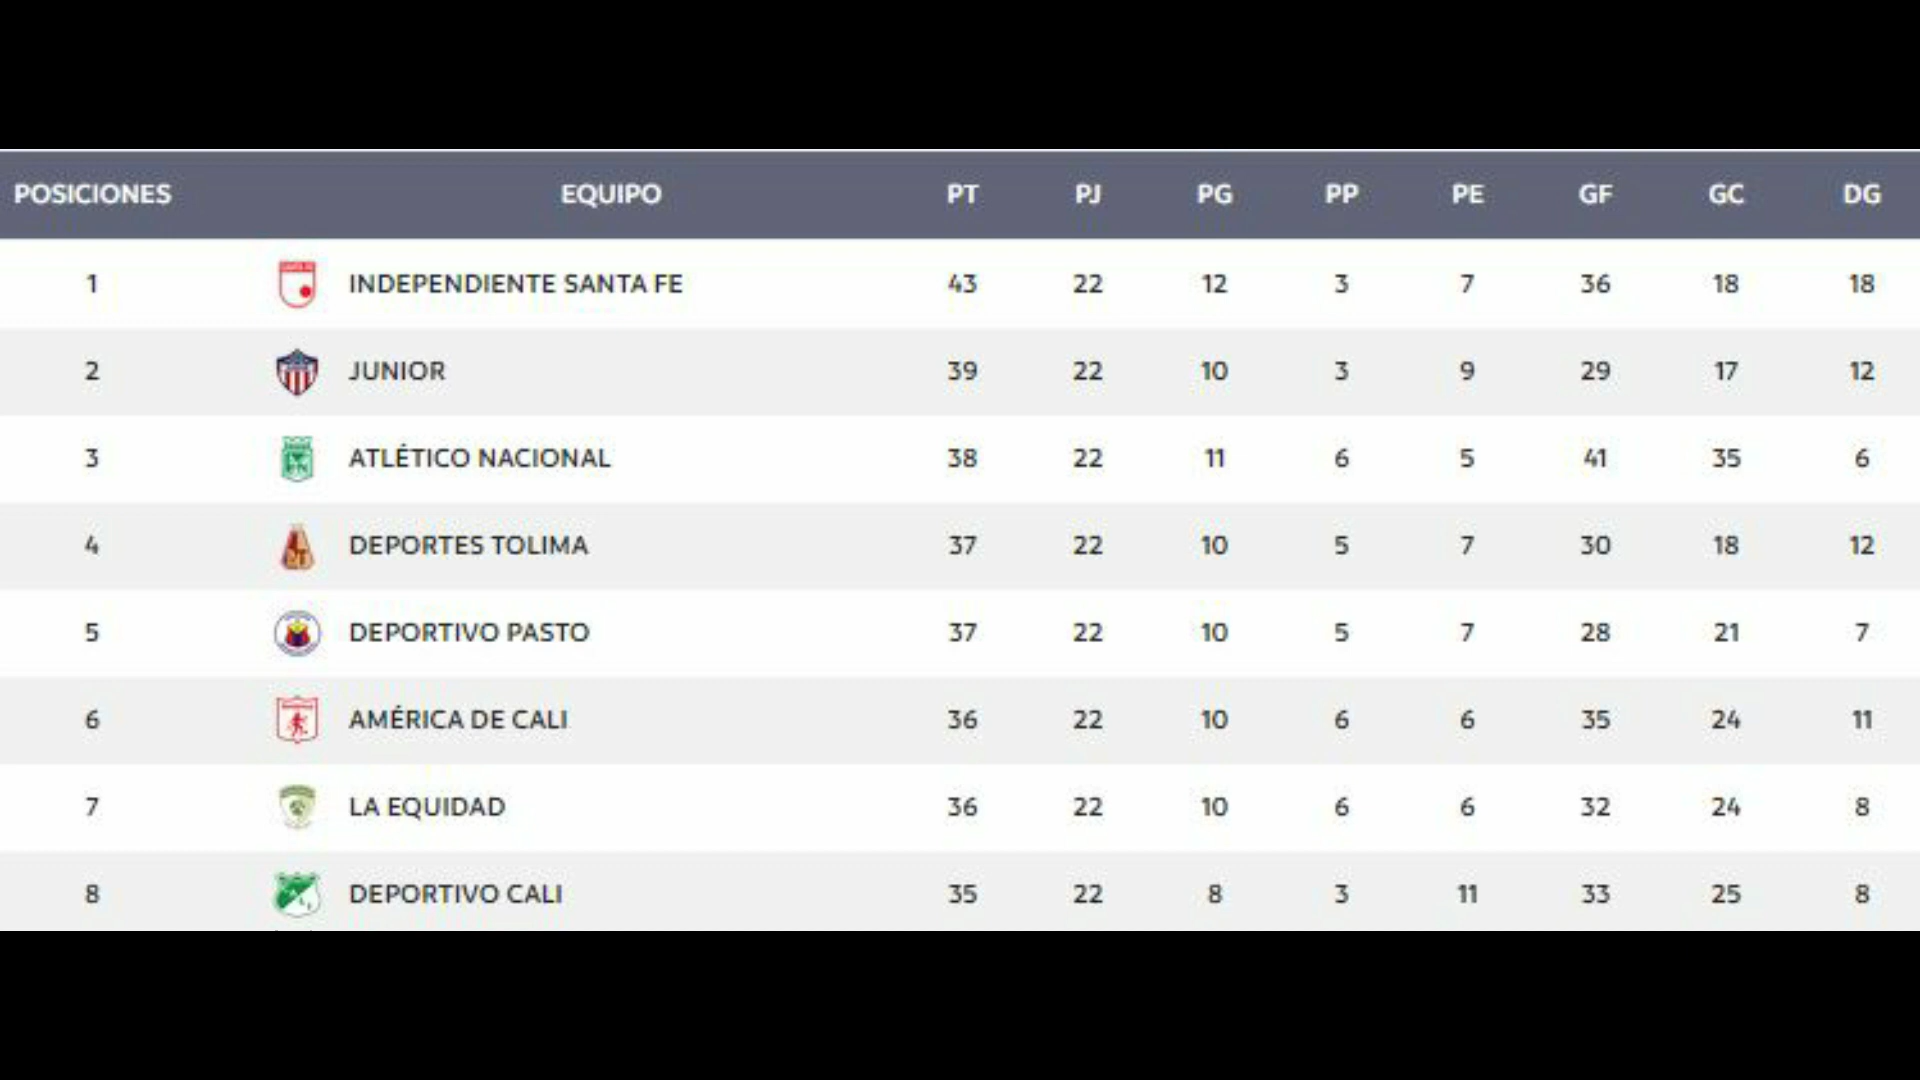 POSICIONES EQUIPO PT PJ PG PP PE GF GC DG
1 INDEPENDIENTE SANTA FE 43 22 12 3 7 36 18 18
2 JUNIOR 39 22 10 3 9 29 17 12
3 ATLÉTICO NACIONAL 38 22 11 6 5 41 35 6
4 DEPORTES TOLIMA 37 22 10 5 7 30 18 12
5 DEPORTIVO PASTO 37 22 10 5 7 28 21 7
6 AMÉRICA DE CALI 36 22 10 6 6 35 24 11
7 LA EQUIDAD 36 22 10 6 6 32 24 8
8 DEPORTIVO CALI 35 22 8 3 11 33 25 8